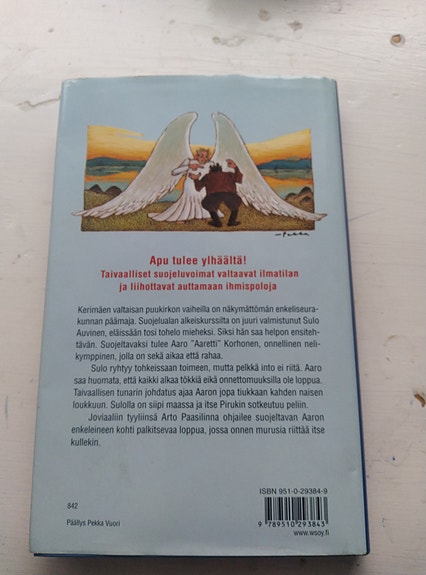 Apu tulee ylhäältä!
Taivaalliset suojeluvoimat valtaavat ilmatilan
ja liihottavat auttamaan ihmispoloja
Kerimäen valtaisan puukirkon vaiheilla on näkymättömän enkeliseura-
kunnan päämaja. Suojelualan alkeiskurssilta on juuri valmistunut Sulo
Auvinen, eläissään tosi tohelo mieheksi. Siksi hän saa helpon ensiteh-
tävän. Suojeltavaksi tulee Aaro "Aaretti" Korhonen, onnellinen neli-
kymppinen, jolla on sekä aikaa että rahaa.
Sulo ryhtyy tohkeissaan toimeen, mutta pelkkä into ei riitä. Aaro
saa huomata, että kaikki alkaa tökkiä eikä onnettomuuksilla ole loppua.
Taivaallisen tunarin johdatus ajaa Aaron jopa tiukkaan kahden naisen
loukkuun. Sulolla on siipi maassa ja itse Pirukin sotkeutuu peliin.
Joviaaliin tyyliinsä Arto Paasilinna ohjailee suojeltavan Aaron
enkeleineen kohti palkitsevaa loppua, jossa onnen murusia riittää itse
kullekin.
ISBN 951-0-29384-9
842
Päällys Pekka Vuori
9 789510 293843
www.wsoy.fi